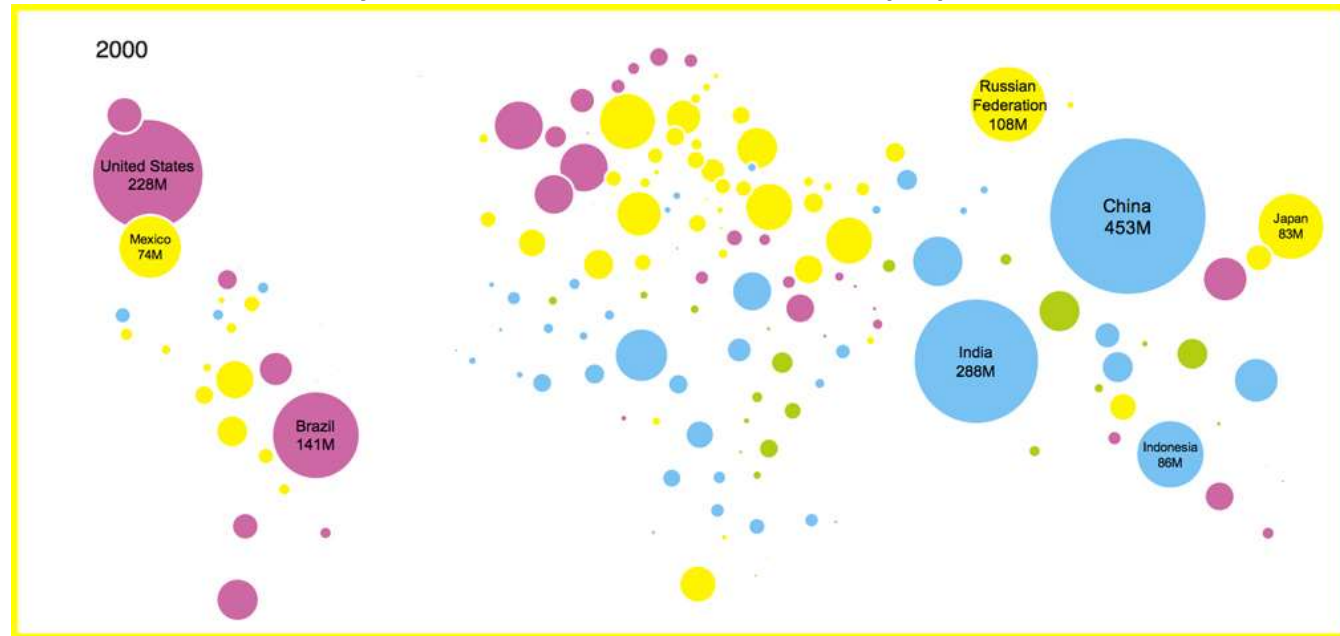 2000
Russian
Federation
108M
United States
228M
China
453M
Mexico
74M
Japan
83M
India
288M
Brazil
141M
Indonesia
86M